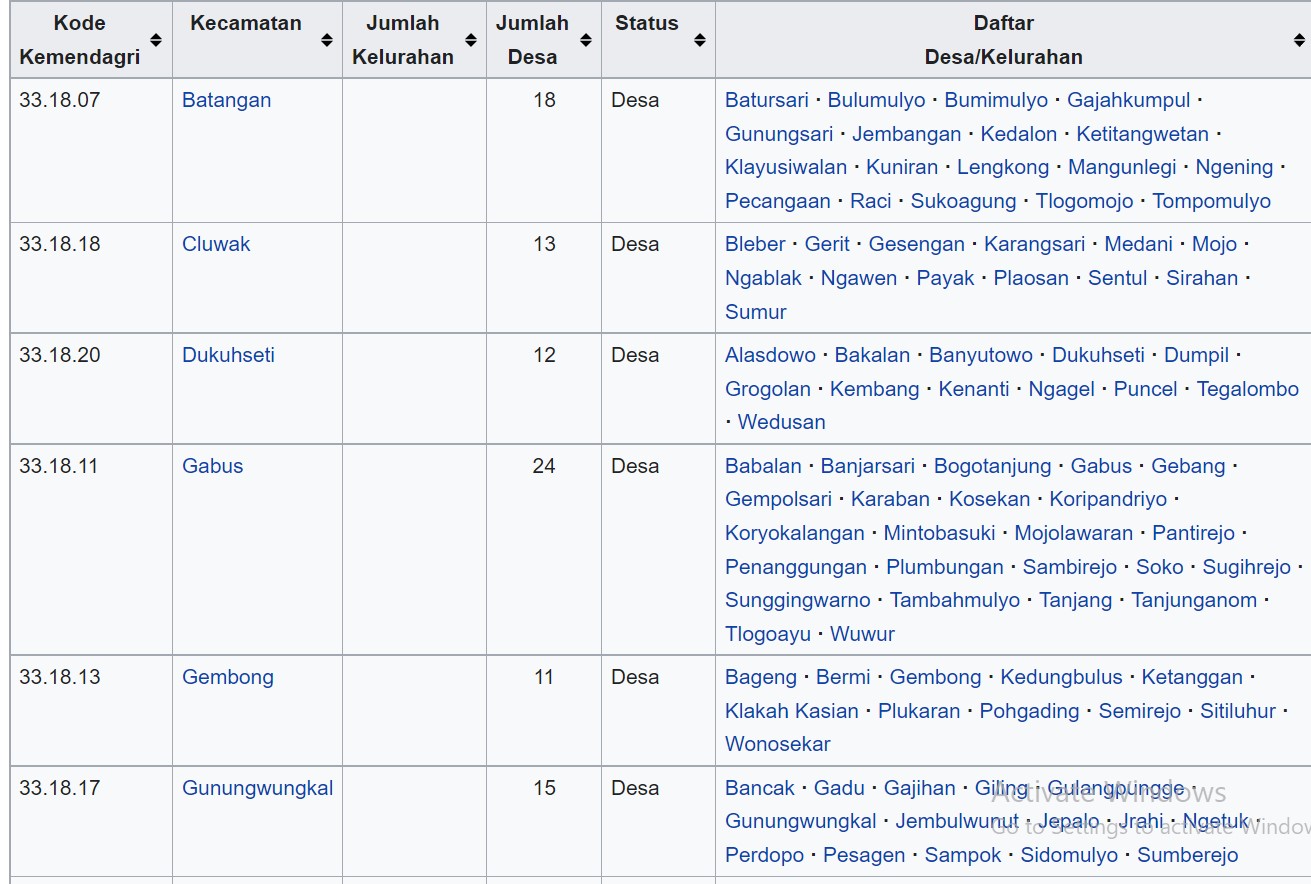 Kode Kemendagri Kecamatan Jumlah Kelurahan Jumlah Desa Status Daftar Desa/Kelurahan
33.18.07 Batangan 18 Desa Batursari · Bulumulyo · Bumimulyo · Gajahkumpul ·
Gunungsari · Jembangan · Kedalon · Ketitangwetan ·
Klayusiwalan · Kuniran · Lengkong · Mangunlegi · Ngening ·
Pecangaan · Raci · Sukoagung · Tlogomojo · Tompomulyo
33.18.18 Cluwak 13 Desa Bleber · Gerit · Gesengan · Karangsari · Medani · Mojo ·
Ngablak · Ngawen · Payak · Plaosan · Sentul · Sirahan ·
Sumur
33.18.20 Dukuhseti 12 Desa Alasdowo · Bakalan · Banyutowo · Dukuhseti · Dumpil ·
Grogolan · Kembang · Kenanti · Ngagel · Puncel · Tegalombo
· Wedusan
33.18.11 Gabus 24 Desa Babalan · Banjarsari · Bogotanjung · Gabus · Gebang ·
Gempolsari · Karaban · Kosekan · Koripandriyo ·
Koryokalangan · Mintobasuki · Mojolawaran · Pantirejo ·
Penanggungan · Plumbungan · Sambirejo · Soko · Sugihrejo ·
Sunggingwarno · Tambahmulyo · Tanjang · Tanjunganom ·
Tlogoayu · Wuwur
33.18.13 Gembong 11 Desa Bageng · Bermi · Gembong · Kedungbulus · Ketanggan ·
Klakah Kasian · Plukaran · Pohgading · Semirejo · Sitiluhur ·
Wonosekar
33.18.17 Gunungwungkal 15 Desa Bancak · Gadu · Gajihan · Giling · Gulangpungge ·
Gunungwungkal · Jembulwunut · Jepalo · Jrahi · Ngetuk ·
Perdopo · Pesagen · Sampok · Sidomulyo · Sumberejo
Activate Windows
Go to Settings to activate Window